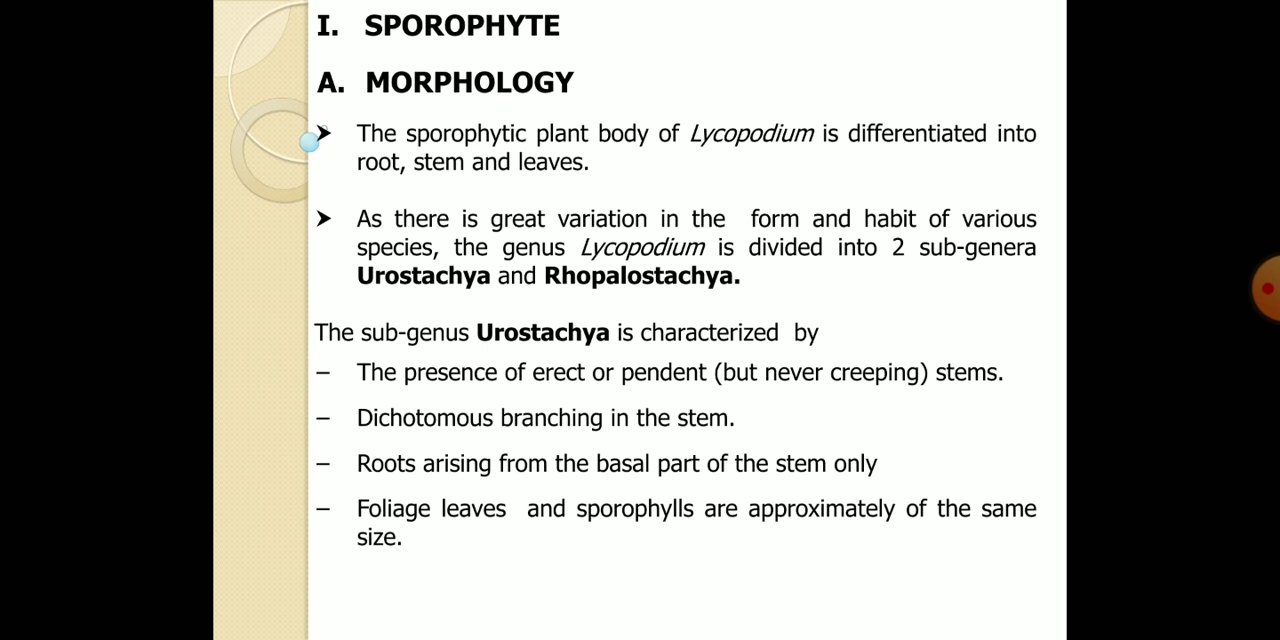 I. SPOROPHYTE
A. MORPHOLOGY
➤ The sporophytic plant body of Lycopodium is differentiated into
root, stem and leaves.
➤ As there is great variation in the form and habit of various
species, the genus Lycopodium is divided into 2 sub-genera
Urostachya and Rhopalostachya.
The sub-genus Urostachya is characterized by
– The presence of erect or pendent (but never creeping) stems.
– Dichotomous branching in the stem.
– Roots arising from the basal part of the stem only
– Foliage leaves and sporophylls are approximately of the same
size.